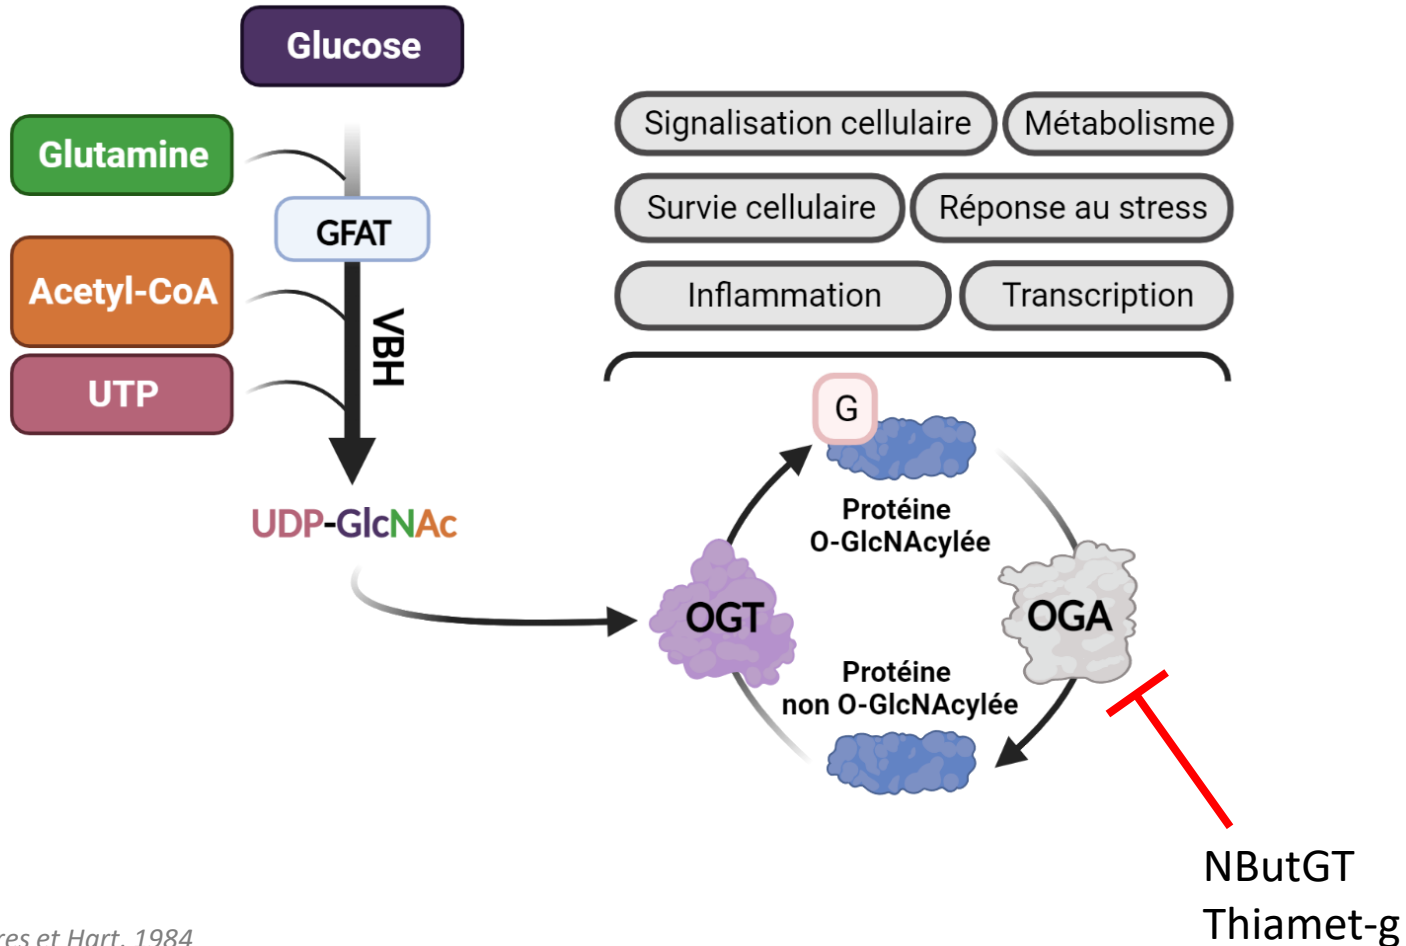 Glucose
Glutamine
GFAT
Acetyl-CoA
VBH
UTP
UDP-GlcNAc
Signalisation cellulaire
Métabolisme
Survie cellulaire
Réponse au stress
Inflammation
Transcription
G
Protéine
O-GlcNAcylée
OGT
OGA
Protéine
non O-GlcNAcylée
NButGT
Thiamet-g
et Hart, 1984